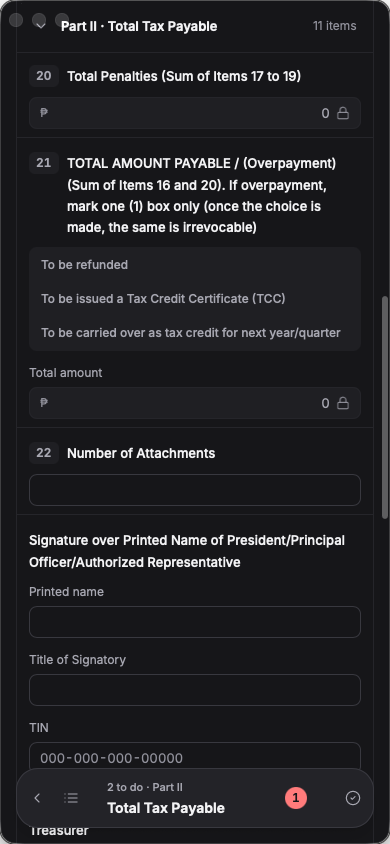 Part II · Total Tax Payable
11 items
20 Total Penalties (Sum of Items 17 to 19)
₱ 0
21 TOTAL AMOUNT PAYABLE / (Overpayment)
(Sum of Items 16 and 20). If overpayment,
mark one (1) box only (once the choice is
made, the same is irrevocable)
To be refunded
To be issued a Tax Credit Certificate (TCC)
To be carried over as tax credit for next year/quarter
Total amount
₱ 0
22 Number of Attachments
Signature over Printed Name of President/Principal
Officer/Authorized Representative
Printed name
Title of Signatory
TIN
000-000-000-00000
2 to do · Part II
Total Tax Payable
1
Treasurer